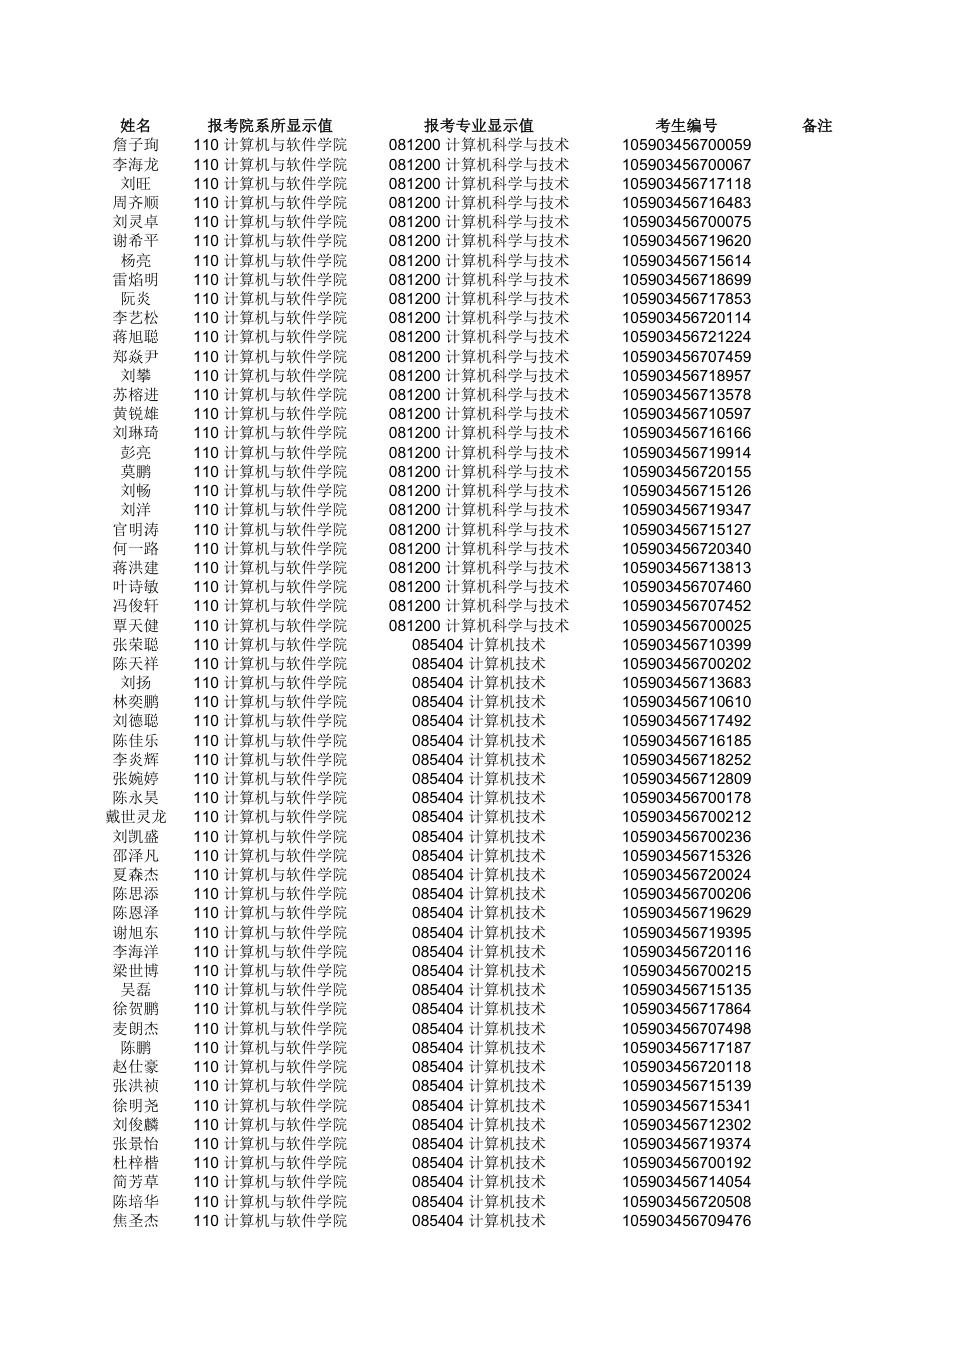 姓名 报考院系所显示值 报考专业显示值 考生编号 备注
詹子珣 110 计算机与软件学院 081200 计算机科学与技术 105903456700059
李海龙 110 计算机与软件学院 081200 计算机科学与技术 105903456700067
刘旺 110 计算机与软件学院 081200 计算机科学与技术 105903456717118
周齐顺 110 计算机与软件学院 081200 计算机科学与技术 105903456716483
刘灵卓 110 计算机与软件学院 081200 计算机科学与技术 105903456700075
谢希平 110 计算机与软件学院 081200 计算机科学与技术 105903456719620
杨亮 110 计算机与软件学院 081200 计算机科学与技术 105903456715614
雷焰明 110 计算机与软件学院 081200 计算机科学与技术 105903456718699
阮炎 110 计算机与软件学院 081200 计算机科学与技术 105903456717853
李艺松 110 计算机与软件学院 081200 计算机科学与技术 105903456720114
蒋旭聪 110 计算机与软件学院 081200 计算机科学与技术 105903456721224
郑焱尹 110 计算机与软件学院 081200 计算机科学与技术 105903456707459
刘攀 110 计算机与软件学院 081200 计算机科学与技术 105903456718957
苏榕进 110 计算机与软件学院 081200 计算机科学与技术 105903456713578
黄锐雄 110 计算机与软件学院 081200 计算机科学与技术 105903456710597
刘琳琦 110 计算机与软件学院 081200 计算机科学与技术 105903456716166
彭亮 110 计算机与软件学院 081200 计算机科学与技术 105903456719914
莫鹏 110 计算机与软件学院 081200 计算机科学与技术 105903456720155
刘畅 110 计算机与软件学院 081200 计算机科学与技术 105903456715126
刘洋 110 计算机与软件学院 081200 计算机科学与技术 105903456719347
官明涛 110 计算机与软件学院 081200 计算机科学与技术 105903456715127
何一路 110 计算机与软件学院 081200 计算机科学与技术 105903456720340
蒋洪建 110 计算机与软件学院 081200 计算机科学与技术 105903456713813
叶诗敏 110 计算机与软件学院 081200 计算机科学与技术 105903456707460
冯俊轩 110 计算机与软件学院 081200 计算机科学与技术 105903456707452
覃天健 110 计算机与软件学院 081200 计算机科学与技术 105903456700025
张荣聪 110 计算机与软件学院 085404 计算机技术 105903456710399
陈天祥 110 计算机与软件学院 085404 计算机技术 105903456700202
刘扬 110 计算机与软件学院 085404 计算机技术 105903456713683
林奕鹏 110 计算机与软件学院 085404 计算机技术 105903456710610
刘德聪 110 计算机与软件学院 085404 计算机技术 105903456717492
陈佳乐 110 计算机与软件学院 085404 计算机技术 105903456716185
李炎辉 110 计算机与软件学院 085404 计算机技术 105903456718252
张婉婷 110 计算机与软件学院 085404 计算机技术 105903456712809
陈永昊 110 计算机与软件学院 085404 计算机技术 105903456700178
戴世灵龙 110 计算机与软件学院 085404 计算机技术 105903456700212
刘凯盛 110 计算机与软件学院 085404 计算机技术 105903456700236
邵泽凡 110 计算机与软件学院 085404 计算机技术 105903456715326
夏森杰 110 计算机与软件学院 085404 计算机技术 105903456720024
陈思添 110 计算机与软件学院 085404 计算机技术 105903456700206
陈恩泽 110 计算机与软件学院 085404 计算机技术 105903456719629
谢旭东 110 计算机与软件学院 085404 计算机技术 105903456719395
李海洋 110 计算机与软件学院 085404 计算机技术 105903456720116
梁世博 110 计算机与软件学院 085404 计算机技术 105903456700215
吴磊 110 计算机与软件学院 085404 计算机技术 105903456715135
徐贺鹏 110 计算机与软件学院 085404 计算机技术 105903456717864
麦朗杰 110 计算机与软件学院 085404 计算机技术 105903456707498
陈鹏 110 计算机与软件学院 085404 计算机技术 105903456717187
赵仕豪 110 计算机与软件学院 085404 计算机技术 105903456720118
张洪祯 110 计算机与软件学院 085404 计算机技术 105903456715139
徐明尧 110 计算机与软件学院 085404 计算机技术 105903456715341
刘俊麟 110 计算机与软件学院 085404 计算机技术 105903456712302
张景怡 110 计算机与软件学院 085404 计算机技术 105903456719374
杜梓楷 110 计算机与软件学院 085404 计算机技术 105903456700192
简芳草 110 计算机与软件学院 085404 计算机技术 105903456714054
陈培华 110 计算机与软件学院 085404 计算机技术 105903456720508
焦圣杰 110 计算机与软件学院 085404 计算机技术 105903456709476